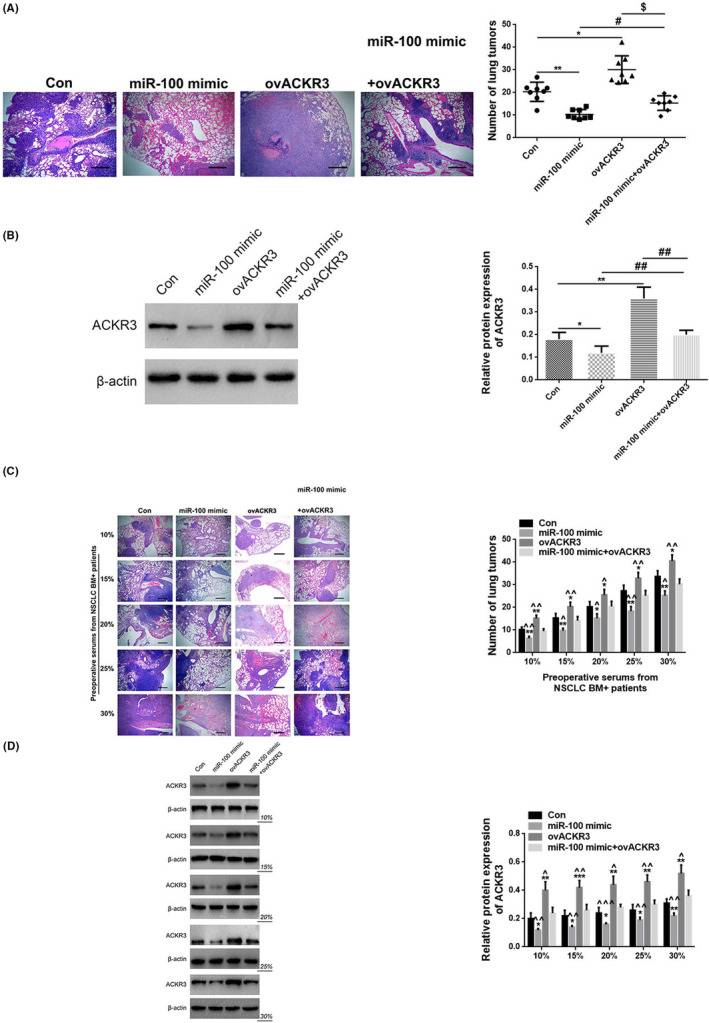 (A)
miR-100 mimic
Con miR-100 mimic ovACKR3 +ovACKR3
Number of lung tumors
50
40
30
20
10
0
* ** # $
Con
miR-100 mimic
ovACKR3
miR-100 mimic+ovACKR3
(B)
Con
miR-100 mimic
ovACKR3
miR-100 mimic
+ovACKR3
ACKR3
β-actin
Relative protein expression
of ACKR3
0.5
0.4
0.3
0.2
0.1
0.0
* ** ## ##
Con
miR-100 mimic
ovACKR3
miR-100 mimic+ovACKR3
(C)
miR-100 mimic
Con miR-100 mimic ovACKR3 +ovACKR3
Preoperative serums from NSCLC BM+ patients
10%
15%
20%
25%
30%
Con
miR-100 mimic
ovACKR3
miR-100 mimic+ovACKR3
Number of lung tumors
50
40
30
20
10
0
10% 15% 20% 25% 30%
Preoperative serums from
NSCLC BM+ patients
(D)
Con
miR-100 mimic
ovACKR3
miR-100 mimic
+ovACKR3
ACKR3
β-actin
10%
ACKR3
β-actin
15%
ACKR3
β-actin
20%
ACKR3
β-actin
25%
ACKR3
β-actin
30%
Con
miR-100 mimic
ovACKR3
miR-100 mimic+ovACKR3
Relative protein expression
of ACKR3
0.8
0.6
0.4
0.2
0.0
10% 15% 20% 25% 30%